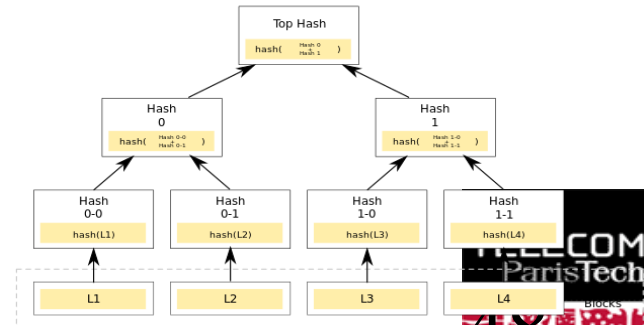 Top Hash
hash( Hash 0 + Hash 1 )
Hash
0
hash( Hash 0-0 + Hash 0-1 )
Hash
1
hash( Hash 1-0 + Hash 1-1 )
Hash
0-0
hash(L1)
Hash
0-1
hash(L2)
Hash
1-0
hash(L3)
Hash
1-1
hash(L4)
ParisTech
L1
L2
L3
L4
Blocks